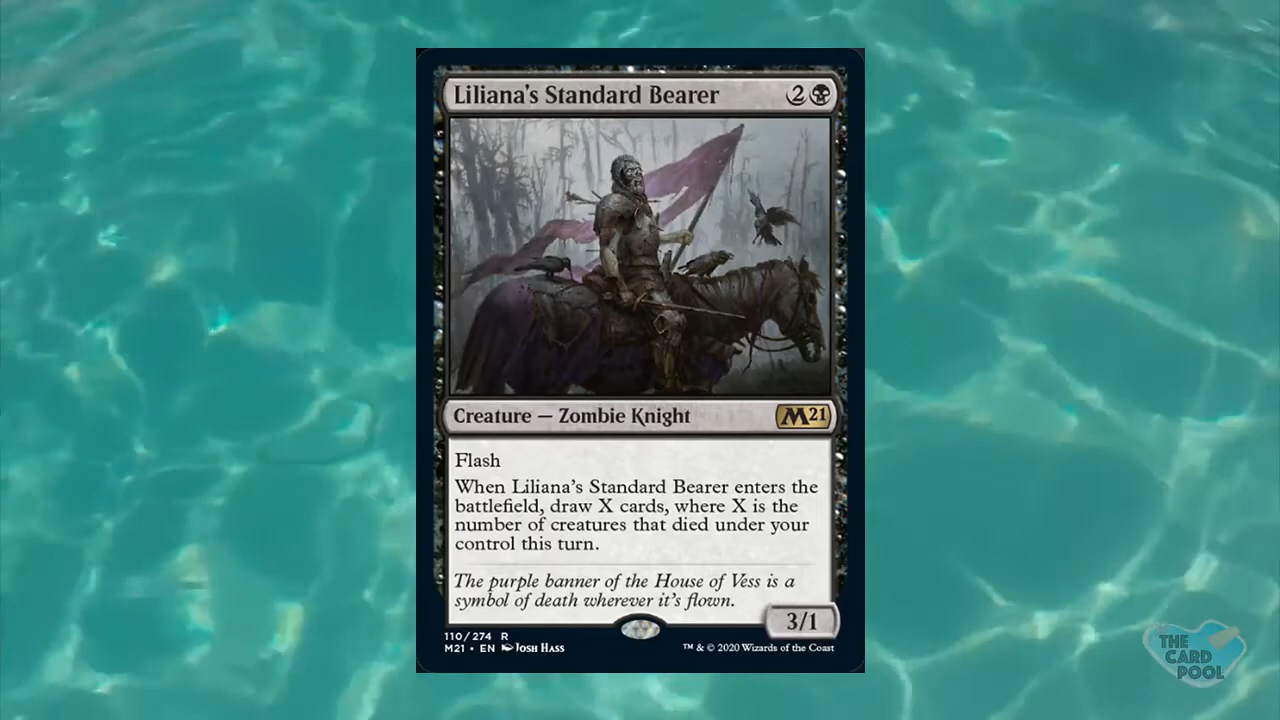 Liliana's Standard Bearer 2
Creature — Zombie Knight M21
Flash
When Liliana's Standard Bearer enters the
battlefield, draw X cards, where X is the
number of creatures that died under your
control this turn.
The purple banner of the House of Vess is a
symbol of death wherever it's flown.
3/1
110/274 R
M21 • EN Josh Hass
™ & © 2020 Wizards of the Coast
THE
CARD
POOL